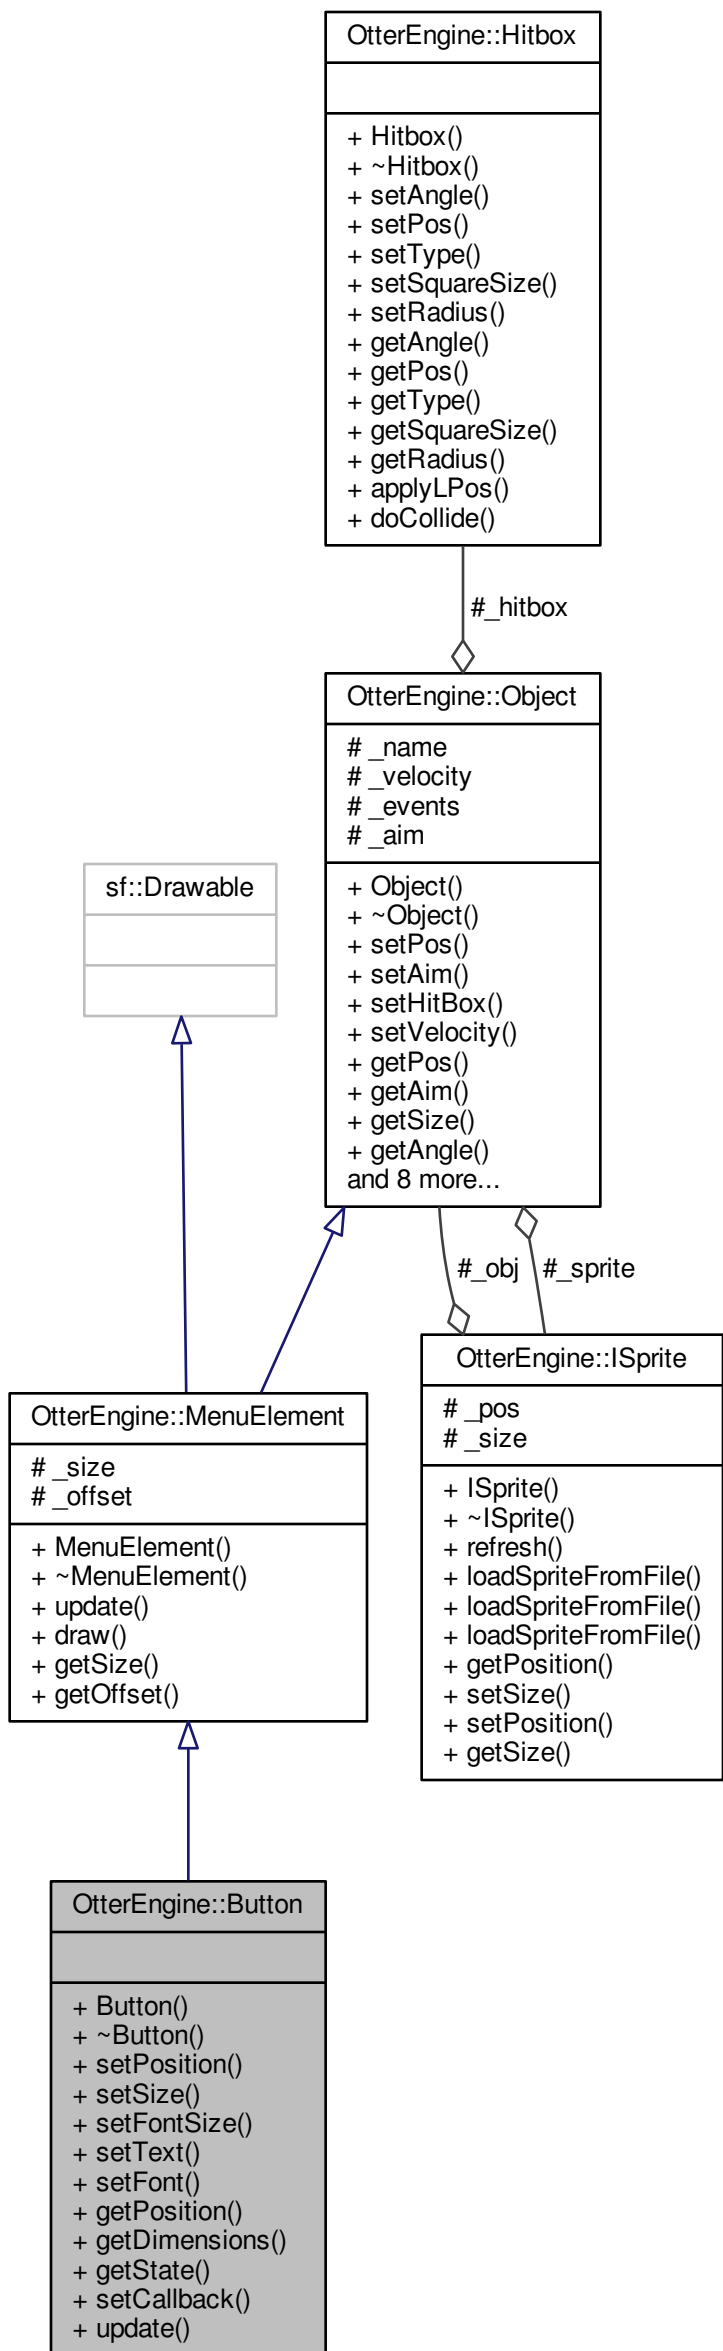 OtterEngine::Hitbox
+ Hitbox()
+ ~Hitbox()
+ setAngle()
+ setPos()
+ setType()
+ setSquareSize()
+ setRadius()
+ getAngle()
+ getPos()
+ getType()
+ getSquareSize()
+ getRadius()
+ applyLPos()
+ doCollide()
#_hitbox
OtterEngine::Object
# _name
# _velocity
# _events
# _aim
+ Object()
+ ~Object()
+ setPos()
+ setAim()
+ setHitBox()
+ setVelocity()
+ getPos()
+ getAim()
+ getSize()
+ getAngle()
and 8 more...
sf::Drawable
#_obj
#_sprite
OtterEngine::ISprite
# _pos
# _size
+ ISprite()
+ ~ISprite()
+ refresh()
+ loadSpriteFromFile()
+ loadSpriteFromFile()
+ loadSpriteFromFile()
+ getPosition()
+ setSize()
+ setPosition()
+ getSize()
OtterEngine::MenuElement
# _size
# _offset
+ MenuElement()
+ ~MenuElement()
+ update()
+ draw()
+ getSize()
+ getOffset()
OtterEngine::Button
+ Button()
+ ~Button()
+ setPosition()
+ setSize()
+ setFontSize()
+ setText()
+ setFont()
+ getPosition()
+ getDimensions()
+ getState()
+ setCallback()
+ update()